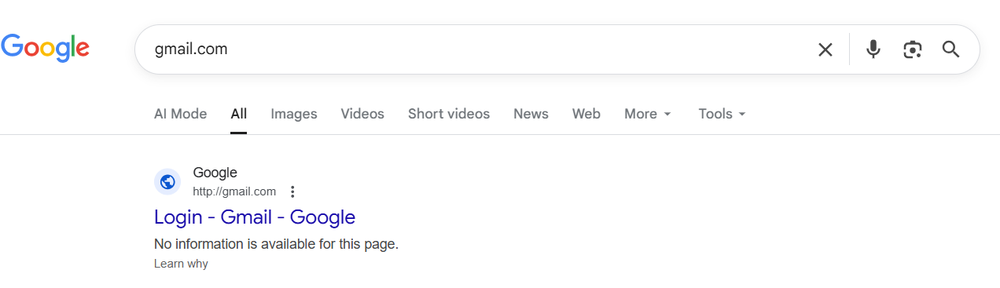 Google
gmail.com
AI Mode All Images Videos Short videos News Web More Tools
Google
http://gmail.com
Login - Gmail - Google
No information is available for this page.
Learn why